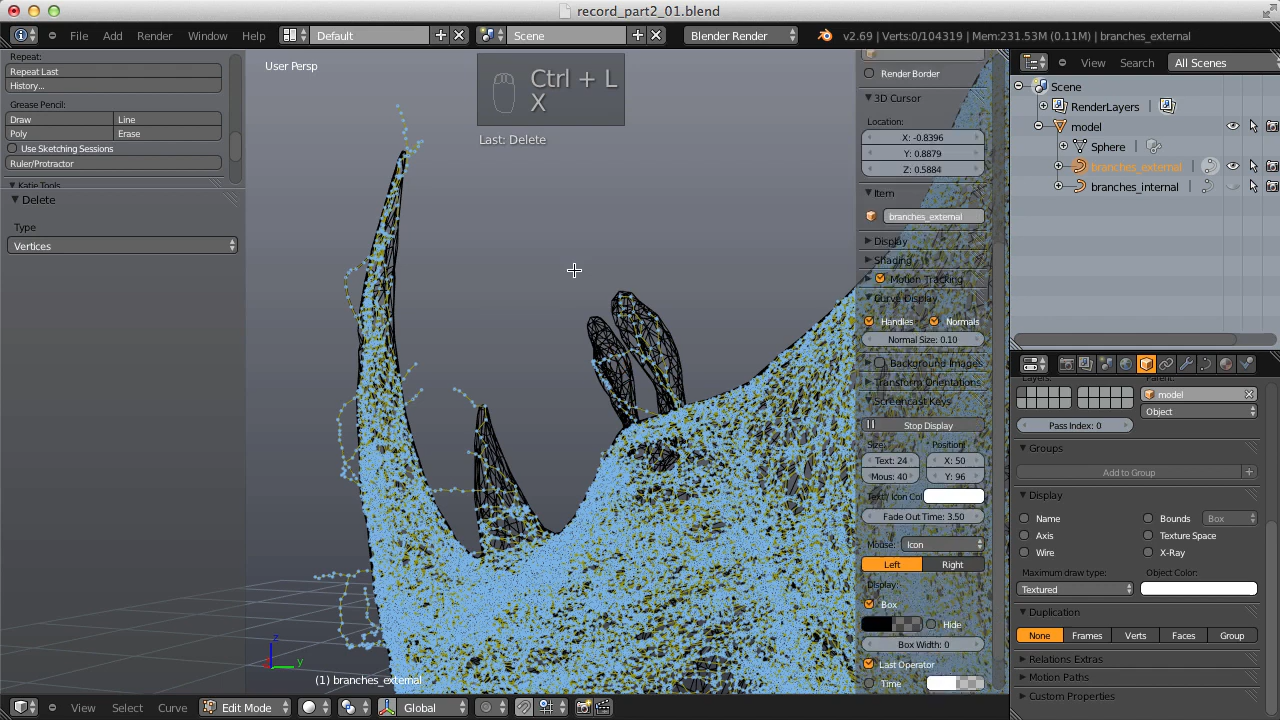 record_part2_01.blend
File Add Render Window Help Default Scene Blender Render v2.69 | Verts:0/104319 | Mem:231.53M (0.11M) | branches_external
Repeat:
Repeat Last
History...
Grease Pencil:
Draw Line
Poly Erase
Use Sketching Sessions
Ruler/Protractor
Katie Tools
Delete
Type
Vertices
User Persp
Ctrl + L
X
Last: Delete
(1) branches_external
z
y
View Select Curve Edit Mode Global
Render Border
3D Cursor
Location:
X: -0.8396
Y: 0.8879
Z: 0.5884
Item
branches_external
Display
Shading
Motion Tracking
Curve Display
Handles Normals
Normal Size: 0.10
Background Images
Transform Orientations
Screencast Keys
Stop Display
Size: Position:
Text: 24 X: 50
Mous: 40 Y: 96
Text / Icon Col
Fade Out Time: 3.50
Mouse: Icon
Left Right
Display:
Box
Hide
Box Width: 0
Last Operator
Time
View Search All Scenes
Scene
RenderLayers
model
Sphere
branches_external
branches_internal
Layers: Parent:
model
Object
Pass Index: 0
Groups
Add to Group
Display
Name Bounds Box
Axis Texture Space
Wire X-Ray
Maximum draw type: Object Color:
Textured
Duplication
None Frames Verts Faces Group
Relations Extras
Motion Paths
Custom Properties